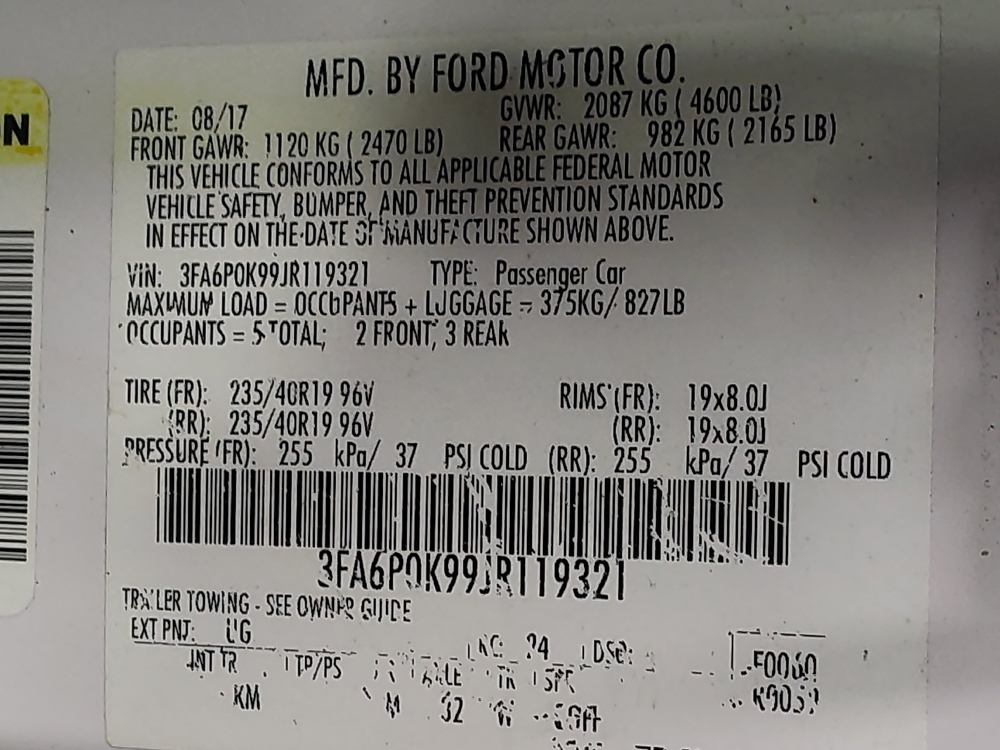 MFD. BY FORD MOTOR CO.
DATE: 08/17 GVWR: 2087 KG ( 4600 LB)
FRONT GAWR: 1120 KG ( 2470 LB) REAR GAWR: 982 KG ( 2165 LB)
THIS VEHICLE CONFORMS TO ALL APPLICABLE FEDERAL MOTOR
VEHICLE SAFETY, BUMPER, AND THEFT PREVENTION STANDARDS
IN EFFECT ON THE DATE OF MANUFACTURE SHOWN ABOVE.
VIN: 3FA6P0K99JR119321 TYPE: Passenger Car
MAXIMUM LOAD = OCCUPANTS + LUGGAGE = 375KG/ 827LB
OCCUPANTS = 5 TOTAL; 2 FRONT, 3 REAR
TIRE (FR): 235/40R19 96V RIMS (FR): 19x8.0J
(RR): 235/40R19 96V (RR): 19x8.0J
PRESSURE (FR): 255 kPa/ 37 PSI COLD (RR): 255 kPa/ 37 PSI COLD
3FA6P0K99JR119321
TRAILER TOWING - SEE OWNER GUIDE
EXT PNT: UG
INT TR TP/PS
KM M 32
N